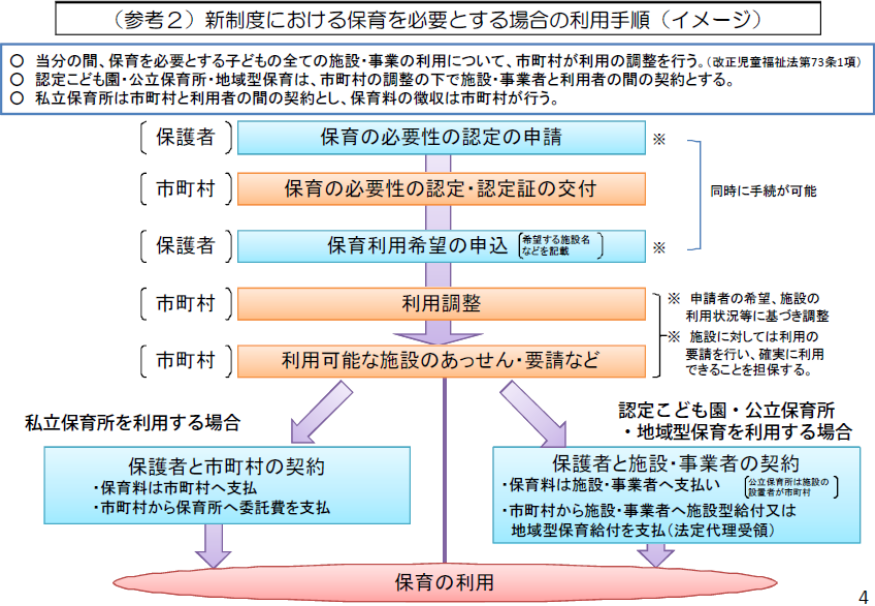 （参考２）新制度における保育を必要とする場合の利用手順（イメージ）
○ 当分の間、保育を必要とする子どもの全ての施設・事業の利用について、市町村が利用の調整を行う。（改正児童福祉法第73条1項）
○ 認定こども園・公立保育所・地域型保育は、市町村の調整の下で施設・事業者と利用者の間の契約とする。
○ 私立保育所は市町村と利用者の間の契約とし、保育料の徴収は市町村が行う。
〔保護者〕 保育の必要性の認定の申請 ※
〔市町村〕 保育の必要性の認定・認定証の交付
同時に手続が可能
〔保護者〕 保育利用希望の申込 〔希望する施設名
などを記載〕 ※
〔市町村〕 利用調整
※ 申請者の希望、施設の
利用状況等に基づき調整
※ 施設に対しては利用の
要請を行い、確実に利用
できることを担保する。
〔市町村〕 利用可能な施設のあっせん・要請など
私立保育所を利用する場合
保護者と市町村の契約
・保育料は市町村へ支払
・市町村から保育所へ委託費を支払
認定こども園・公立保育所
・地域型保育を利用する場合
保護者と施設・事業者の契約
・保育料は施設・事業者へ支払い 〔公立保育所は施設の
設置者が市町村〕
・市町村から施設・事業者へ施設型給付又は
地域型保育給付を支払（法定代理受領）
保育の利用
4